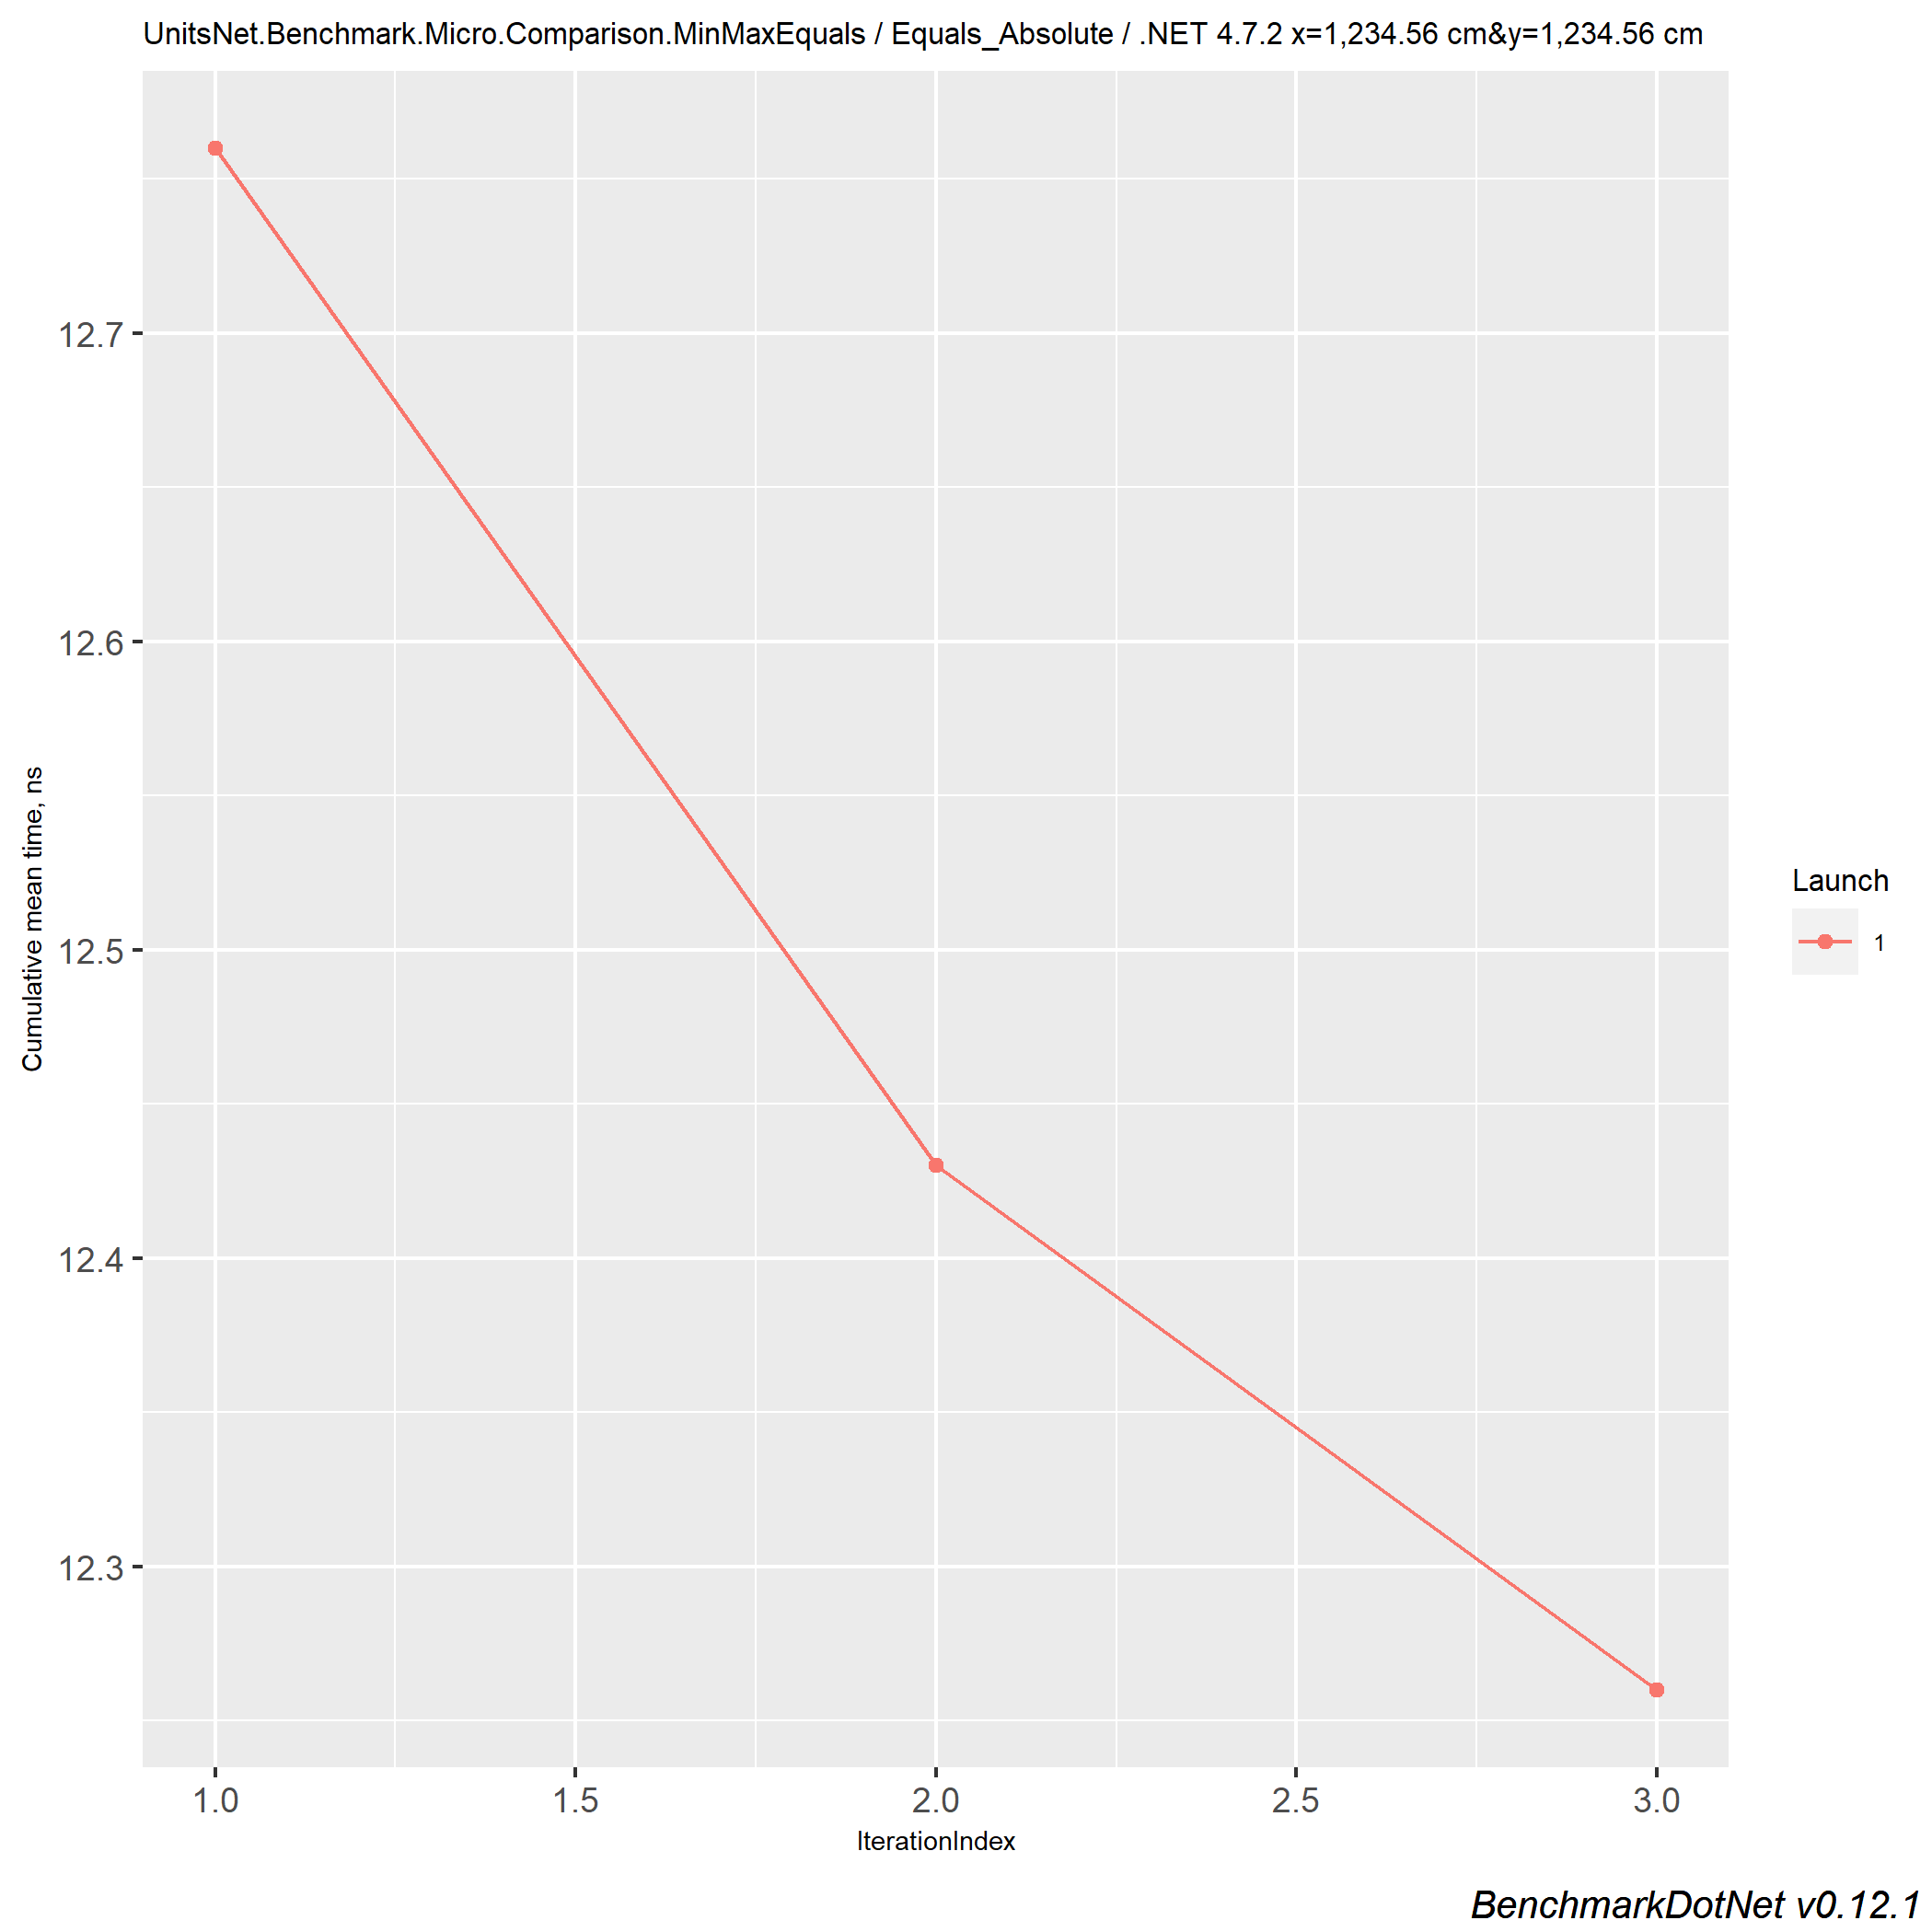 UnitsNet.Benchmark.Micro.Comparison.MinMaxEquals / Equals_Absolute / .NET 4.7.2 x=1,234.56 cm&y=1,234.56 cm
12.7
12.6
12.5
12.4
12.3
Cumulative mean time, ns
1.0
1.5
2.0
2.5
3.0
IterationIndex
Launch
1
BenchmarkDotNet v0.12.1